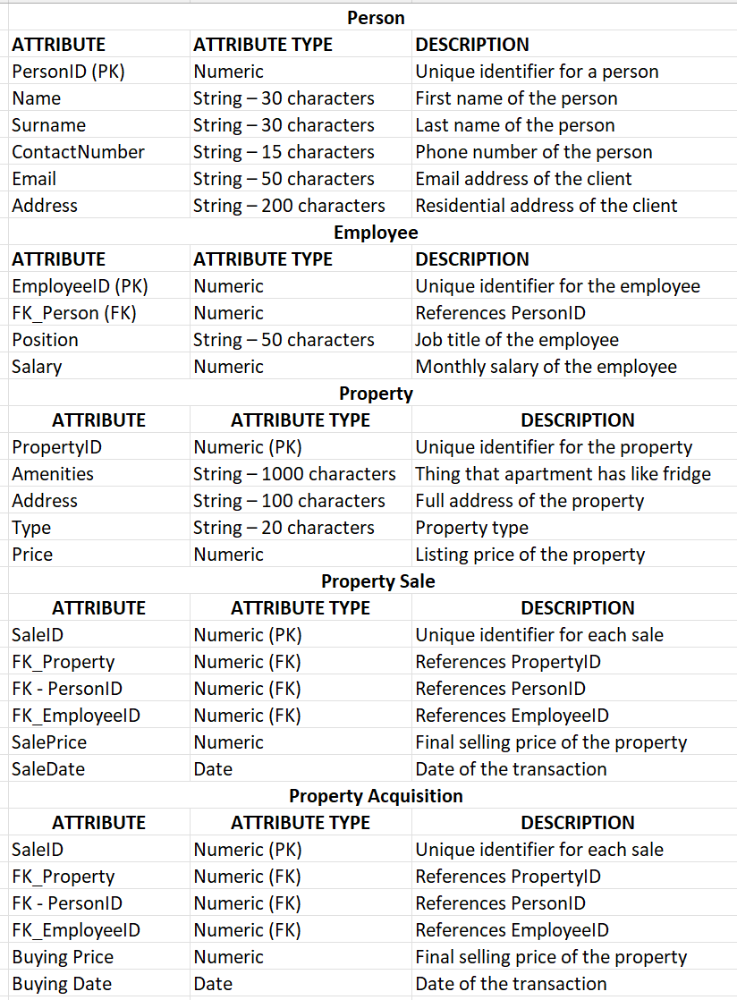 Person
ATTRIBUTE ATTRIBUTE TYPE DESCRIPTION
PersonID (PK) Numeric Unique identifier for a person
Name String – 30 characters First name of the person
Surname String – 30 characters Last name of the person
ContactNumber String – 15 characters Phone number of the person
Email String – 50 characters Email address of the client
Address String – 200 characters Residential address of the client
Employee
ATTRIBUTE ATTRIBUTE TYPE DESCRIPTION
EmployeeID (PK) Numeric Unique identifier for the employee
FK_Person (FK) Numeric References PersonID
Position String – 50 characters Job title of the employee
Salary Numeric Monthly salary of the employee
Property
ATTRIBUTE ATTRIBUTE TYPE DESCRIPTION
PropertyID Numeric (PK) Unique identifier for the property
Amenities String – 1000 characters Thing that apartment has like fridge
Address String – 100 characters Full address of the property
Type String – 20 characters Property type
Price Numeric Listing price of the property
Property Sale
ATTRIBUTE ATTRIBUTE TYPE DESCRIPTION
SaleID Numeric (PK) Unique identifier for each sale
FK_Property Numeric (FK) References PropertyID
FK - PersonID Numeric (FK) References PersonID
FK_EmployeeID Numeric (FK) References EmployeeID
SalePrice Numeric Final selling price of the property
SaleDate Date Date of the transaction
Property Acquisition
ATTRIBUTE ATTRIBUTE TYPE DESCRIPTION
SaleID Numeric (PK) Unique identifier for each sale
FK_Property Numeric (FK) References PropertyID
FK - PersonID Numeric (FK) References PersonID
FK_EmployeeID Numeric (FK) References EmployeeID
Buying Price Numeric Final selling price of the property
Buying Date Date Date of the transaction